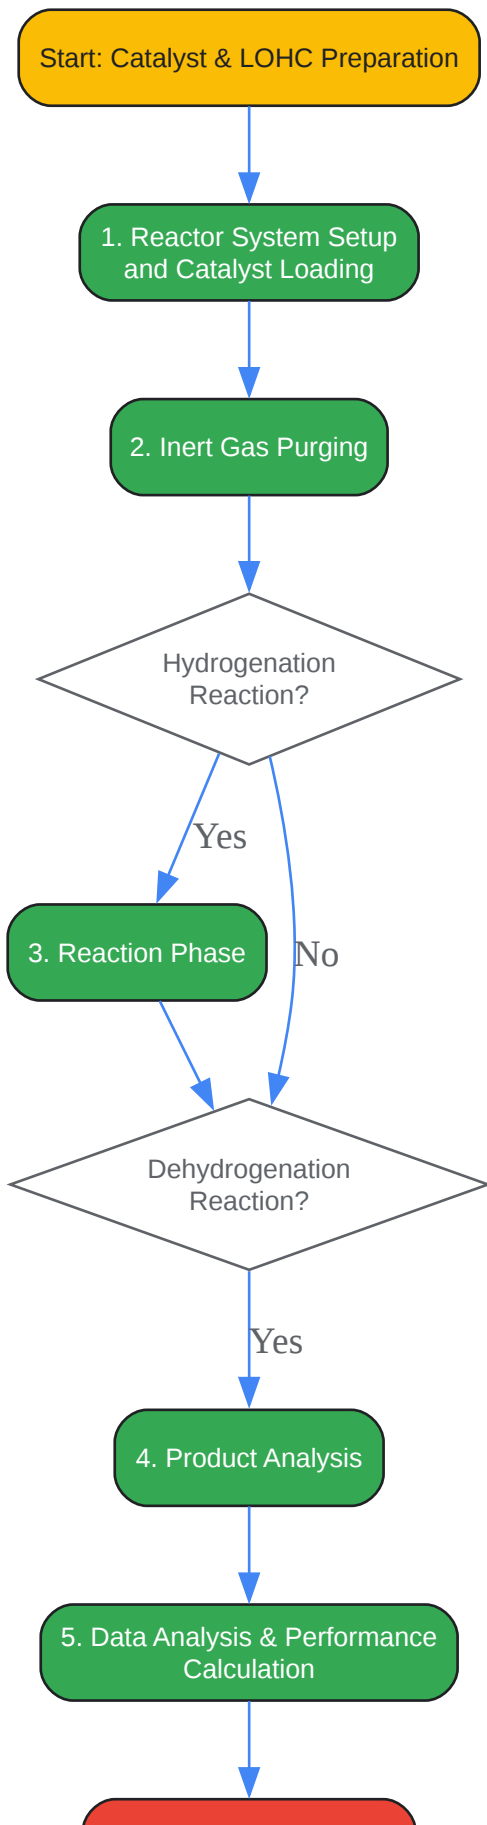 Start: Catalyst & LOHC Preparation
1. Reactor System Setup
and Catalyst Loading
2. Inert Gas Purging
Hydrogenation
Reaction?
Yes
3. Reaction Phase
No
Dehydrogenation
Reaction?
Yes
4. Product Analysis
5. Data Analysis & Performance
Calculation